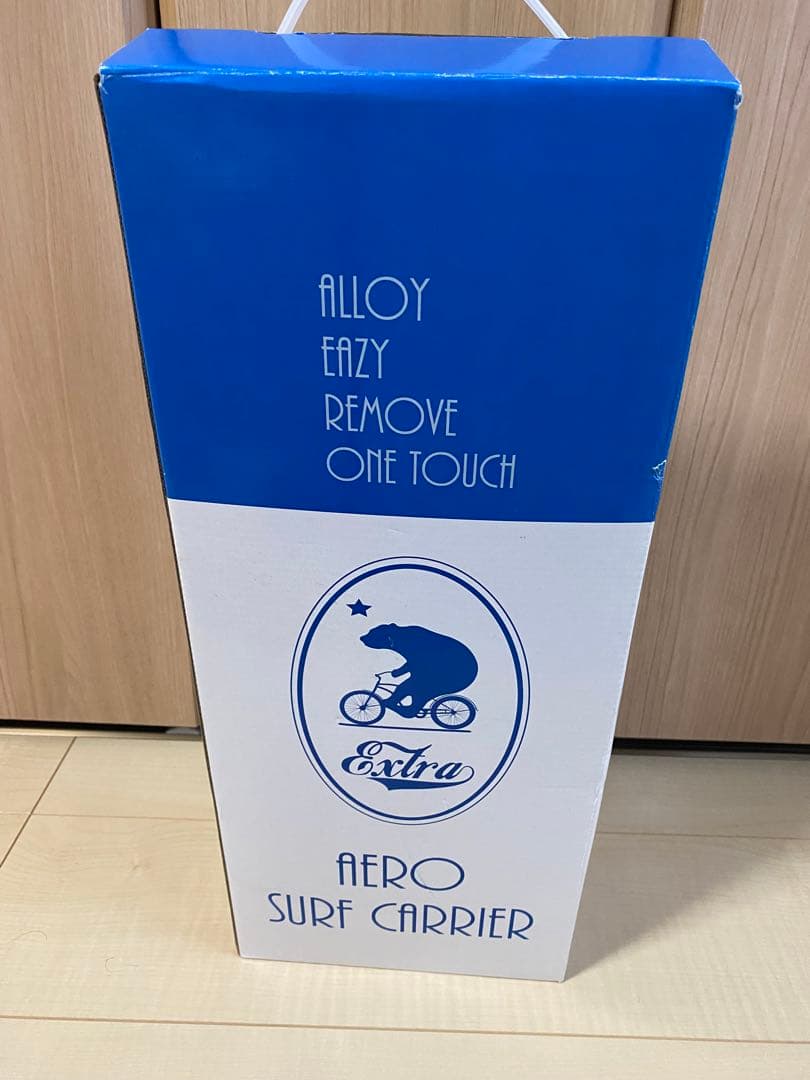 ALLOY
EAZY
REMOVE
ONE TOUCH
Extra
AERO
SURF CARRIER